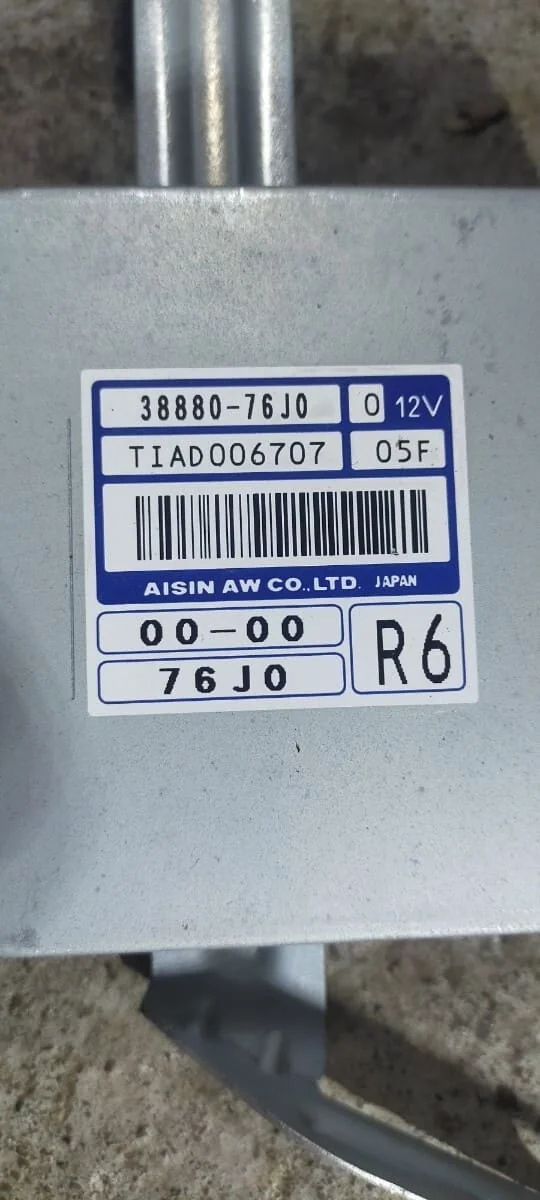 38880-76J0 0 12V
TIAD006707 05F
AISIN AW CO.,LTD. JAPAN
00-00
76J0 R6